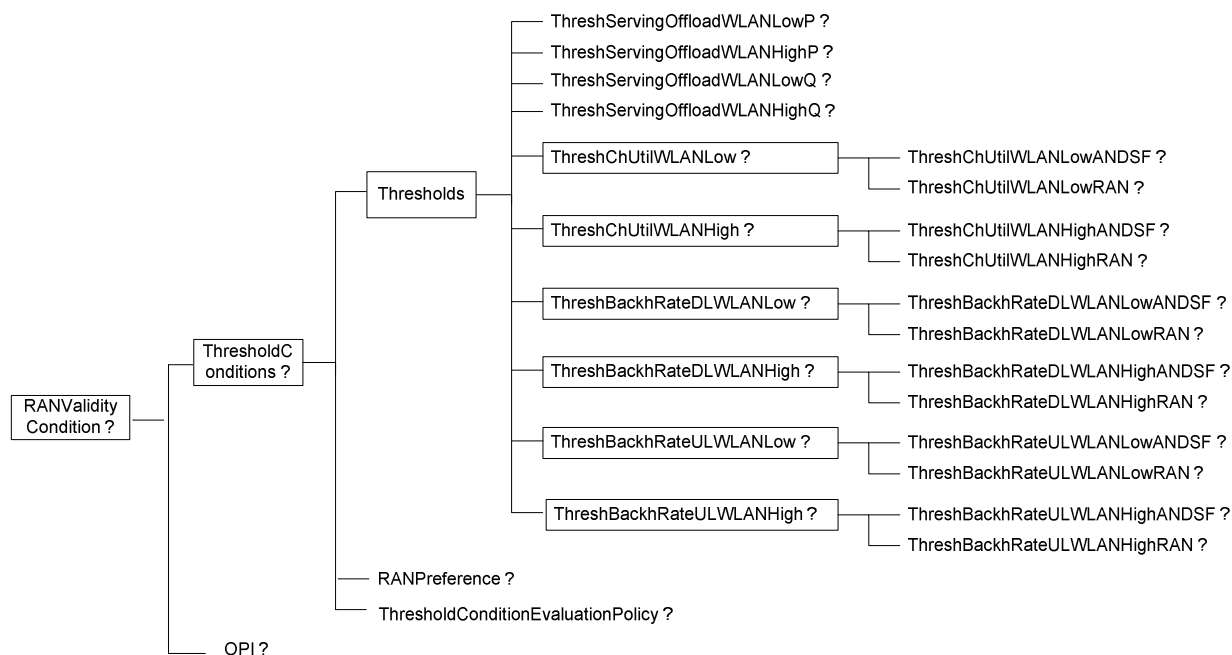 ThreshServingOffloadWLANLowP ?
ThreshServingOffloadWLANHighP ?
ThreshServingOffloadWLANLowQ ?
ThreshServingOffloadWLANHighQ ?
ThreshChUtilWLANLow ?
ThreshChUtilWLANLowANDSF ?
ThreshChUtilWLANLowRAN ?
Thresholds
ThreshChUtilWLANHigh ?
ThreshChUtilWLANHighANDSF ?
ThreshChUtilWLANHighRAN ?
ThreshBackhRateDLWLANLow ?
ThreshBackhRateDLWLANLowANDSF ?
ThreshBackhRateDLWLANLowRAN ?
ThresholdC
onditions ?
ThreshBackhRateDLWLANHigh ?
ThreshBackhRateDLWLANHighANDSF ?
ThreshBackhRateDLWLANHighRAN ?
RANValidity
Condition ?
ThreshBackhRateULWLANLow ?
ThreshBackhRateULWLANLowANDSF ?
ThreshBackhRateULWLANLowRAN ?
ThreshBackhRateULWLANHigh ?
ThreshBackhRateULWLANHighANDSF ?
ThreshBackhRateULWLANHighRAN ?
RANPreference ?
ThresholdConditionEvaluationPolicy ?
OPI ?